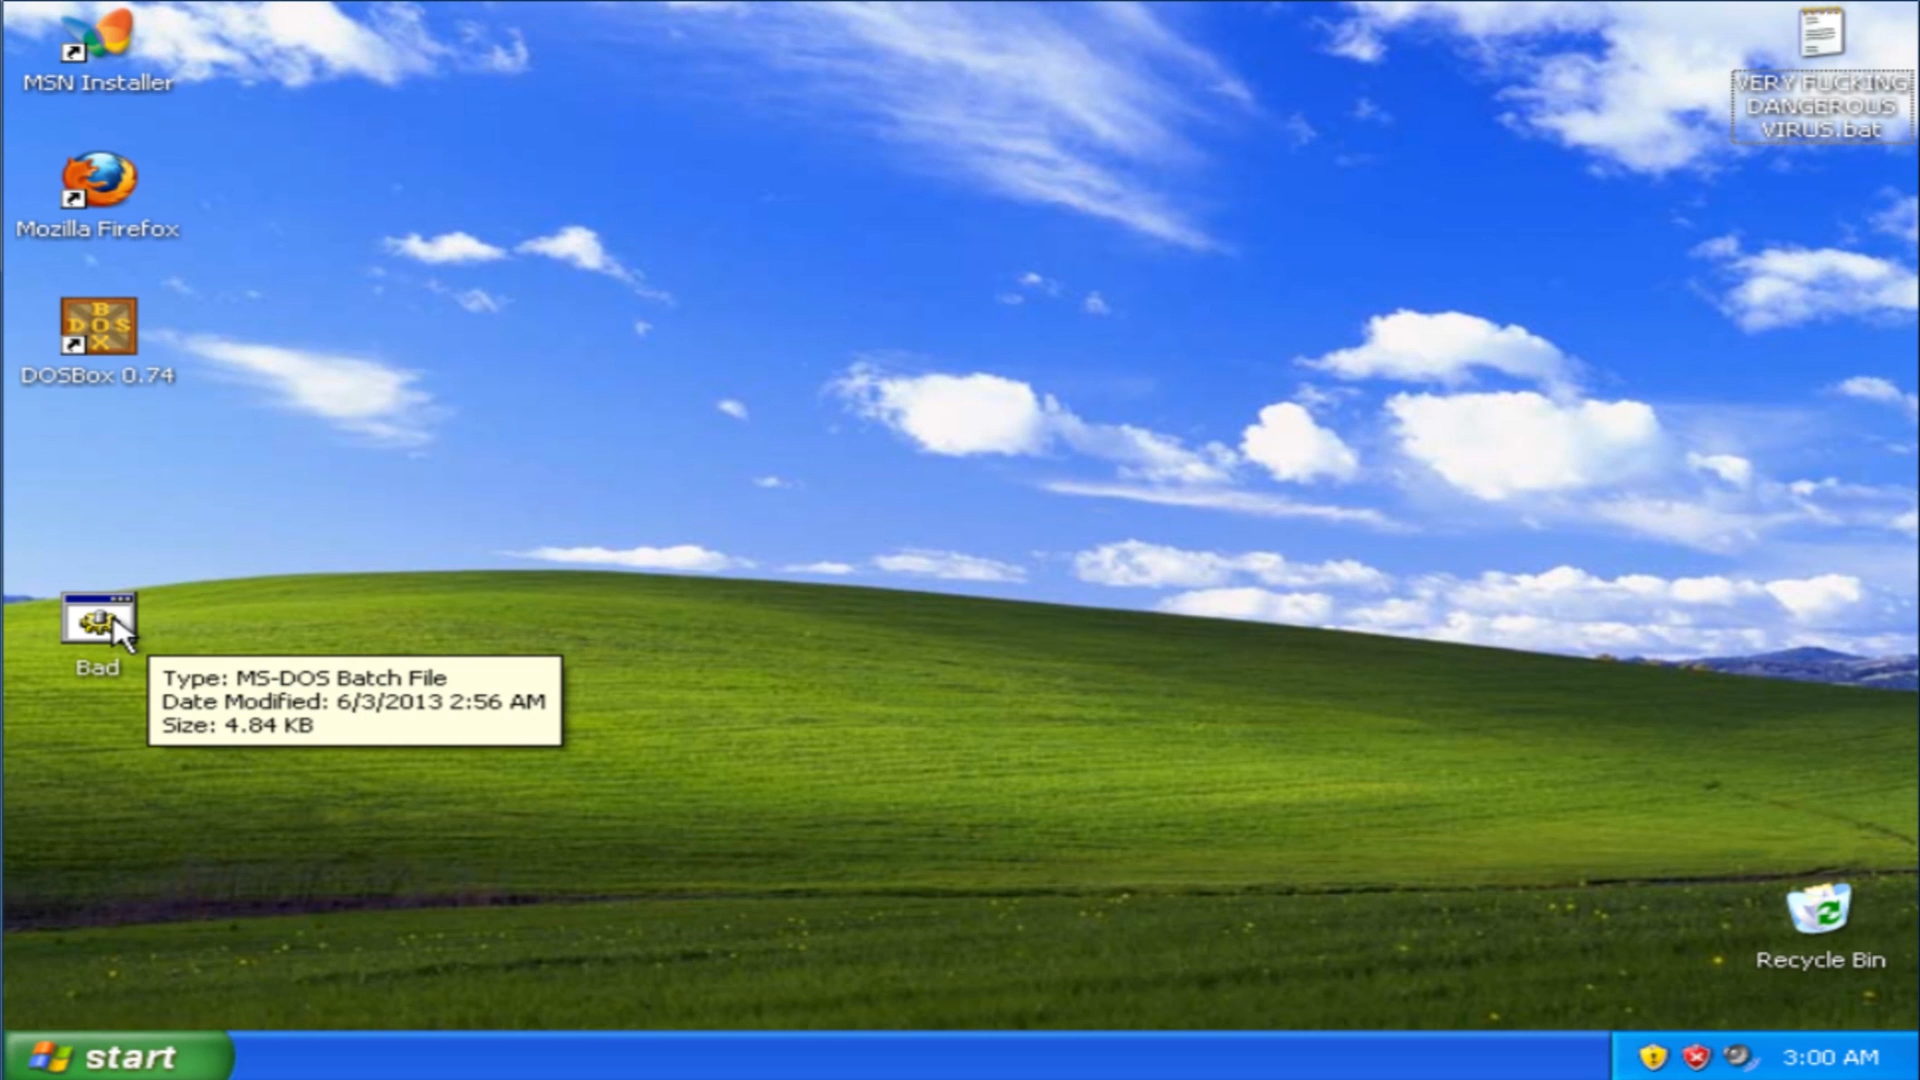 MSN Installer
VERY FUCKING
DANGEROUS
VIRUS.bat
Mozilla Firefox
B
DOS
X
DOSBox 0.74
Bad
Type: MS-DOS Batch File
Date Modified: 6/3/2013 2:56 AM
Size: 4.84 KB
Recycle Bin
start
3:00 AM